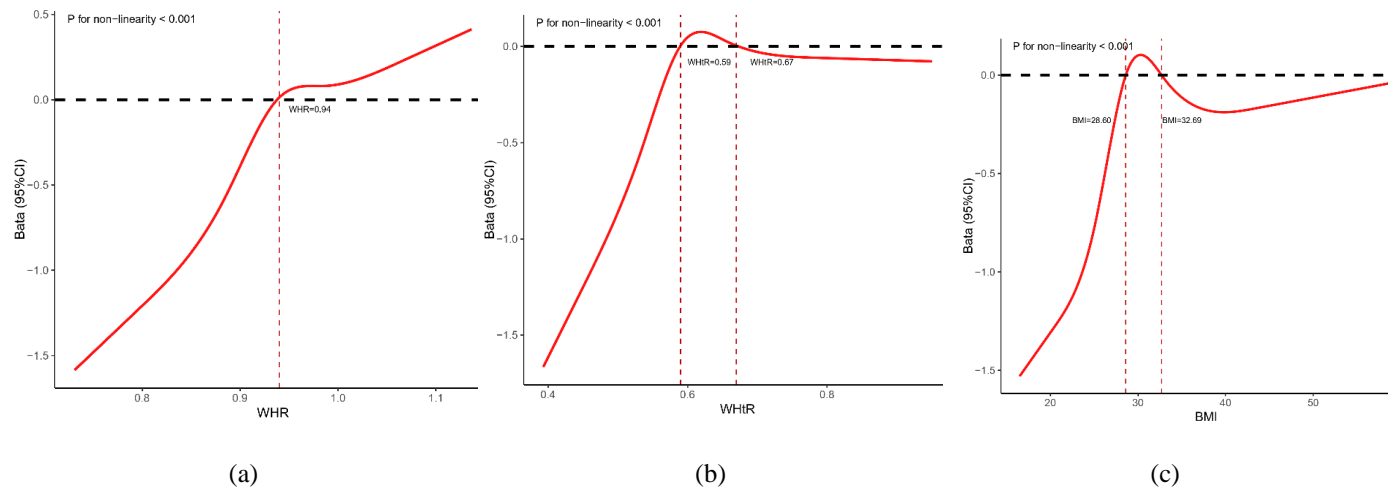 P for non−linearity < 0.001
0.5
0.0
−0.5
−1.0
−1.5
Bata (95%CI)
WHR=0.94
0.8
0.9
1.0
1.1
WHR
(a)
P for non−linearity < 0.001
0.0
−0.5
−1.0
−1.5
Bata (95%CI)
WHtR=0.59
WHtR=0.67
0.4
0.6
0.8
WHtR
(b)
P for non−linearity < 0.001
0.0
−0.5
−1.0
−1.5
Bata (95%CI)
BMI=28.60
BMI=32.69
20
30
40
50
BMI
(c)